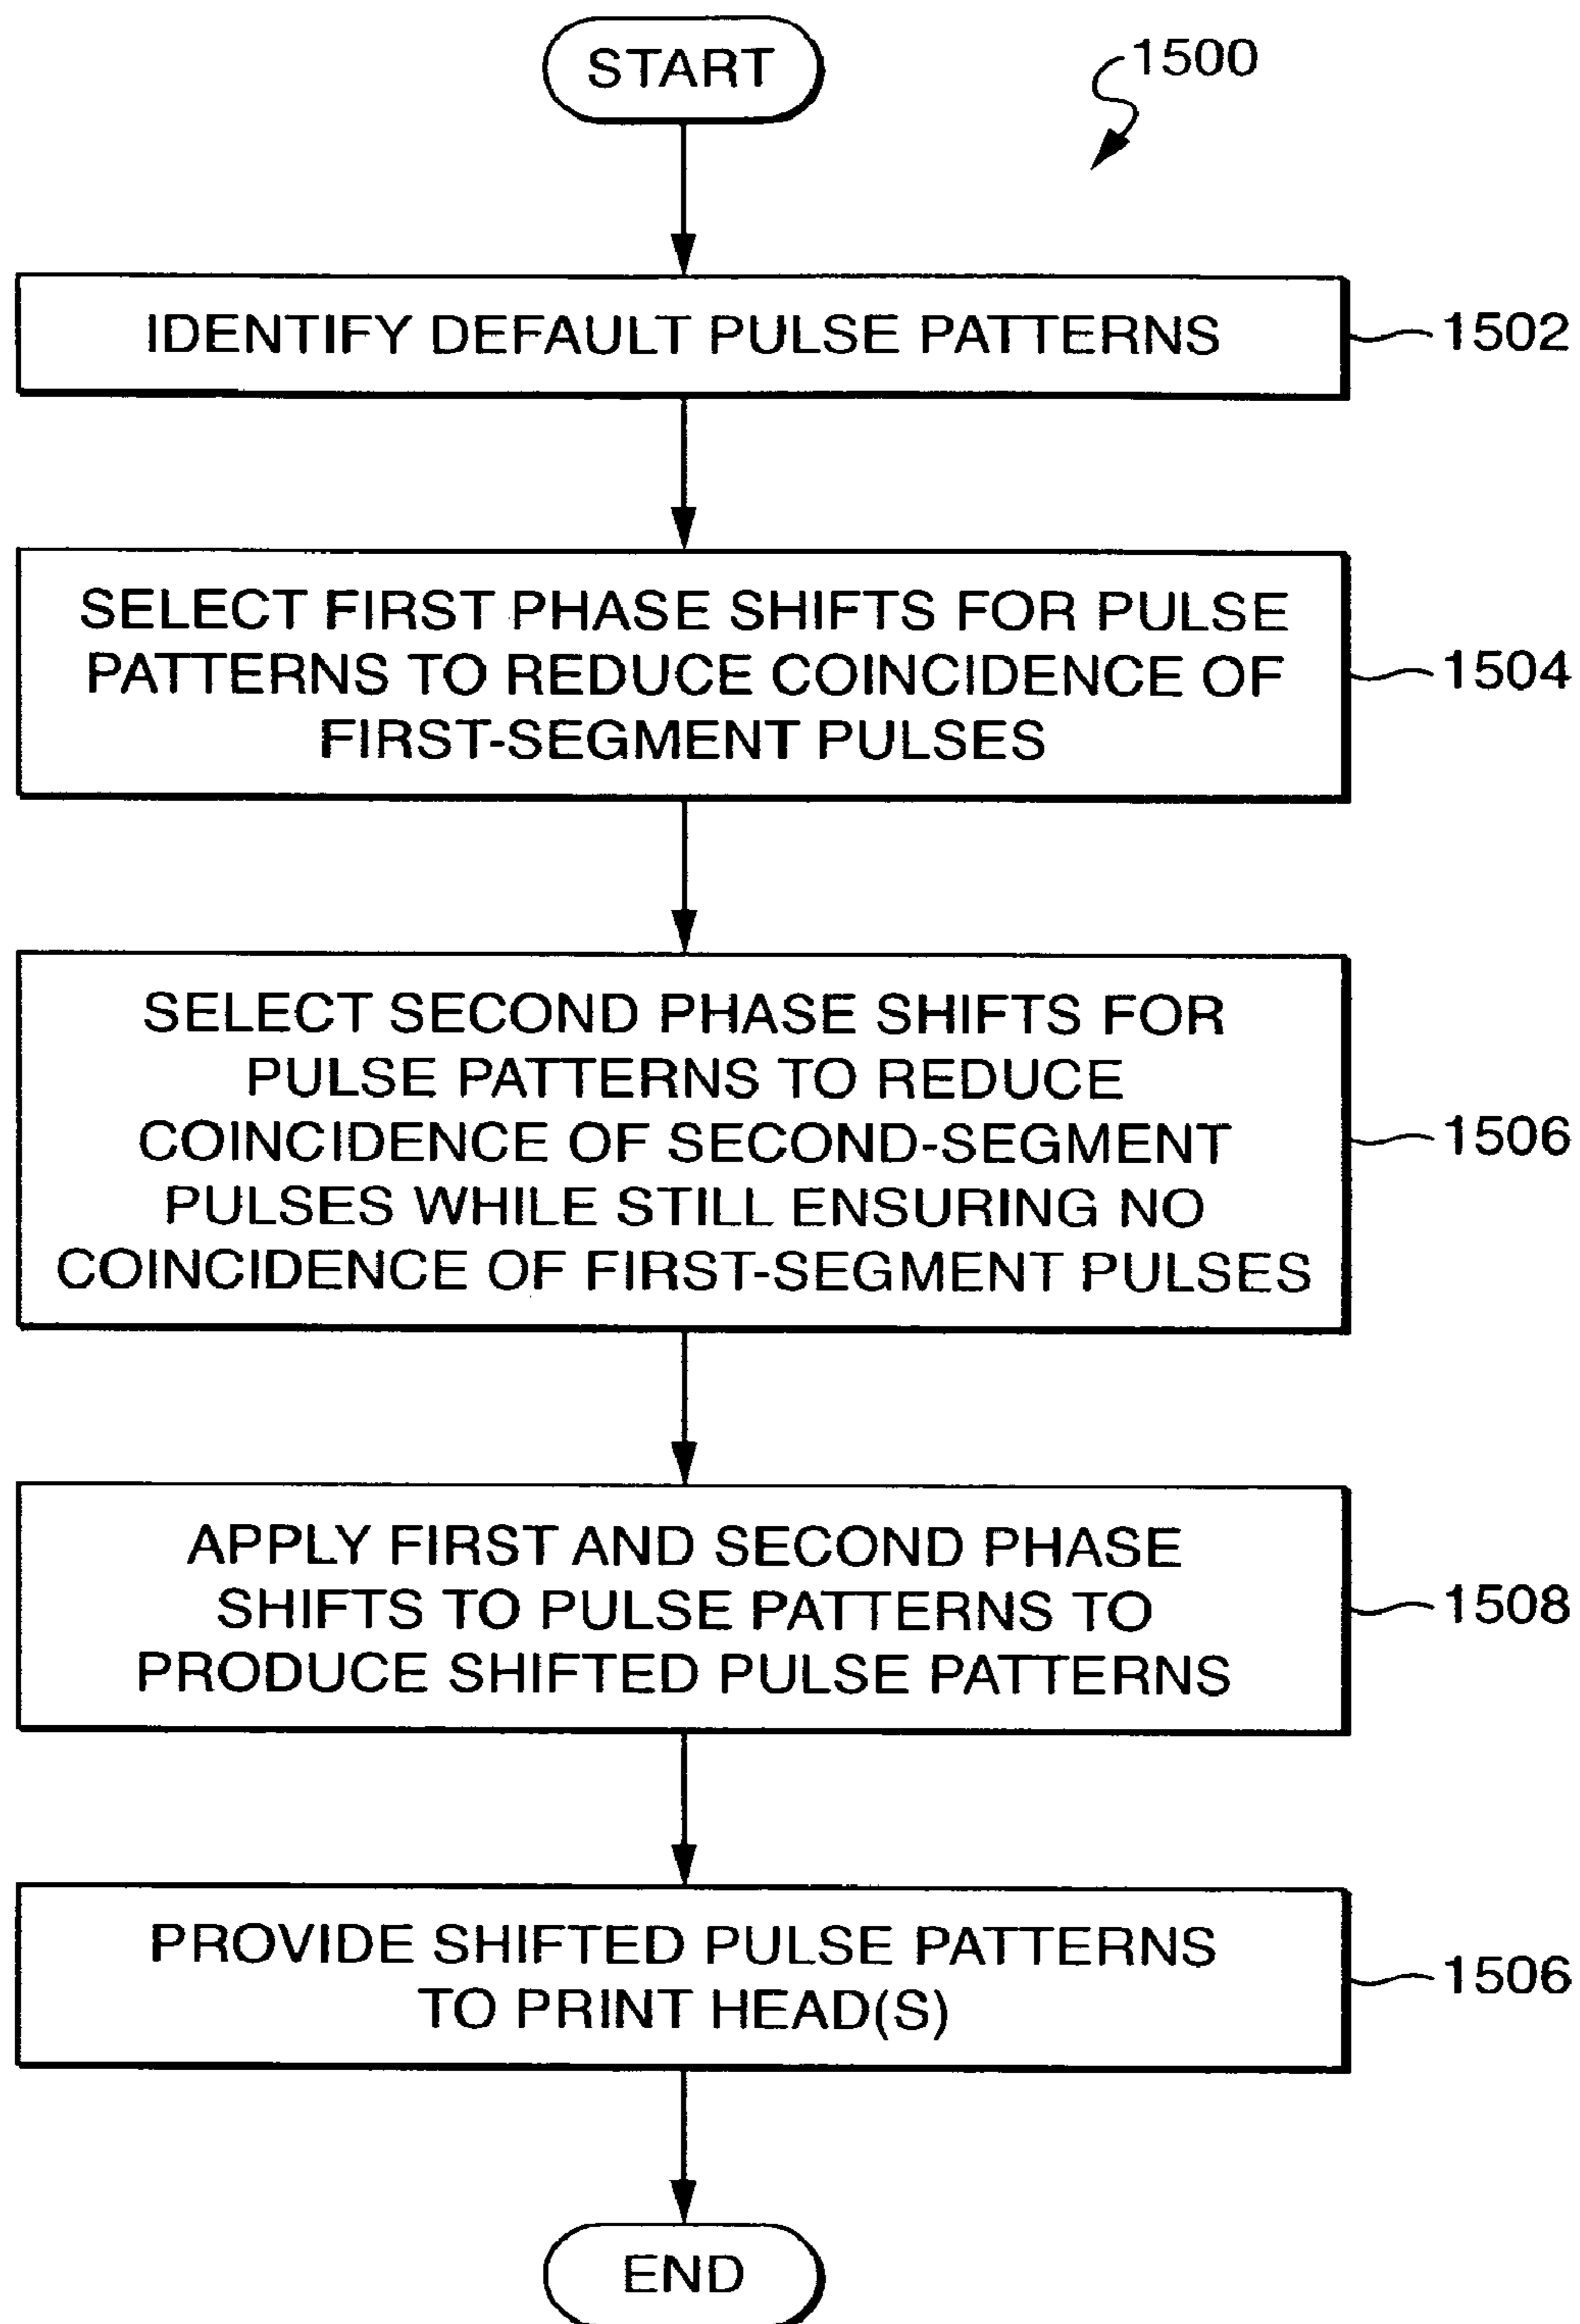 START
1500
IDENTIFY DEFAULT PULSE PATTERNS
1502
SELECT FIRST PHASE SHIFTS FOR PULSE
PATTERNS TO REDUCE COINCIDENCE OF
FIRST-SEGMENT PULSES
1504
SELECT SECOND PHASE SHIFTS FOR
PULSE PATTERNS TO REDUCE
COINCIDENCE OF SECOND-SEGMENT
PULSES WHILE STILL ENSURING NO
COINCIDENCE OF FIRST-SEGMENT PULSES
1506
APPLY FIRST AND SECOND PHASE
SHIFTS TO PULSE PATTERNS TO
PRODUCE SHIFTED PULSE PATTERNS
1508
PROVIDE SHIFTED PULSE PATTERNS
TO PRINT HEAD(S)
1506
END